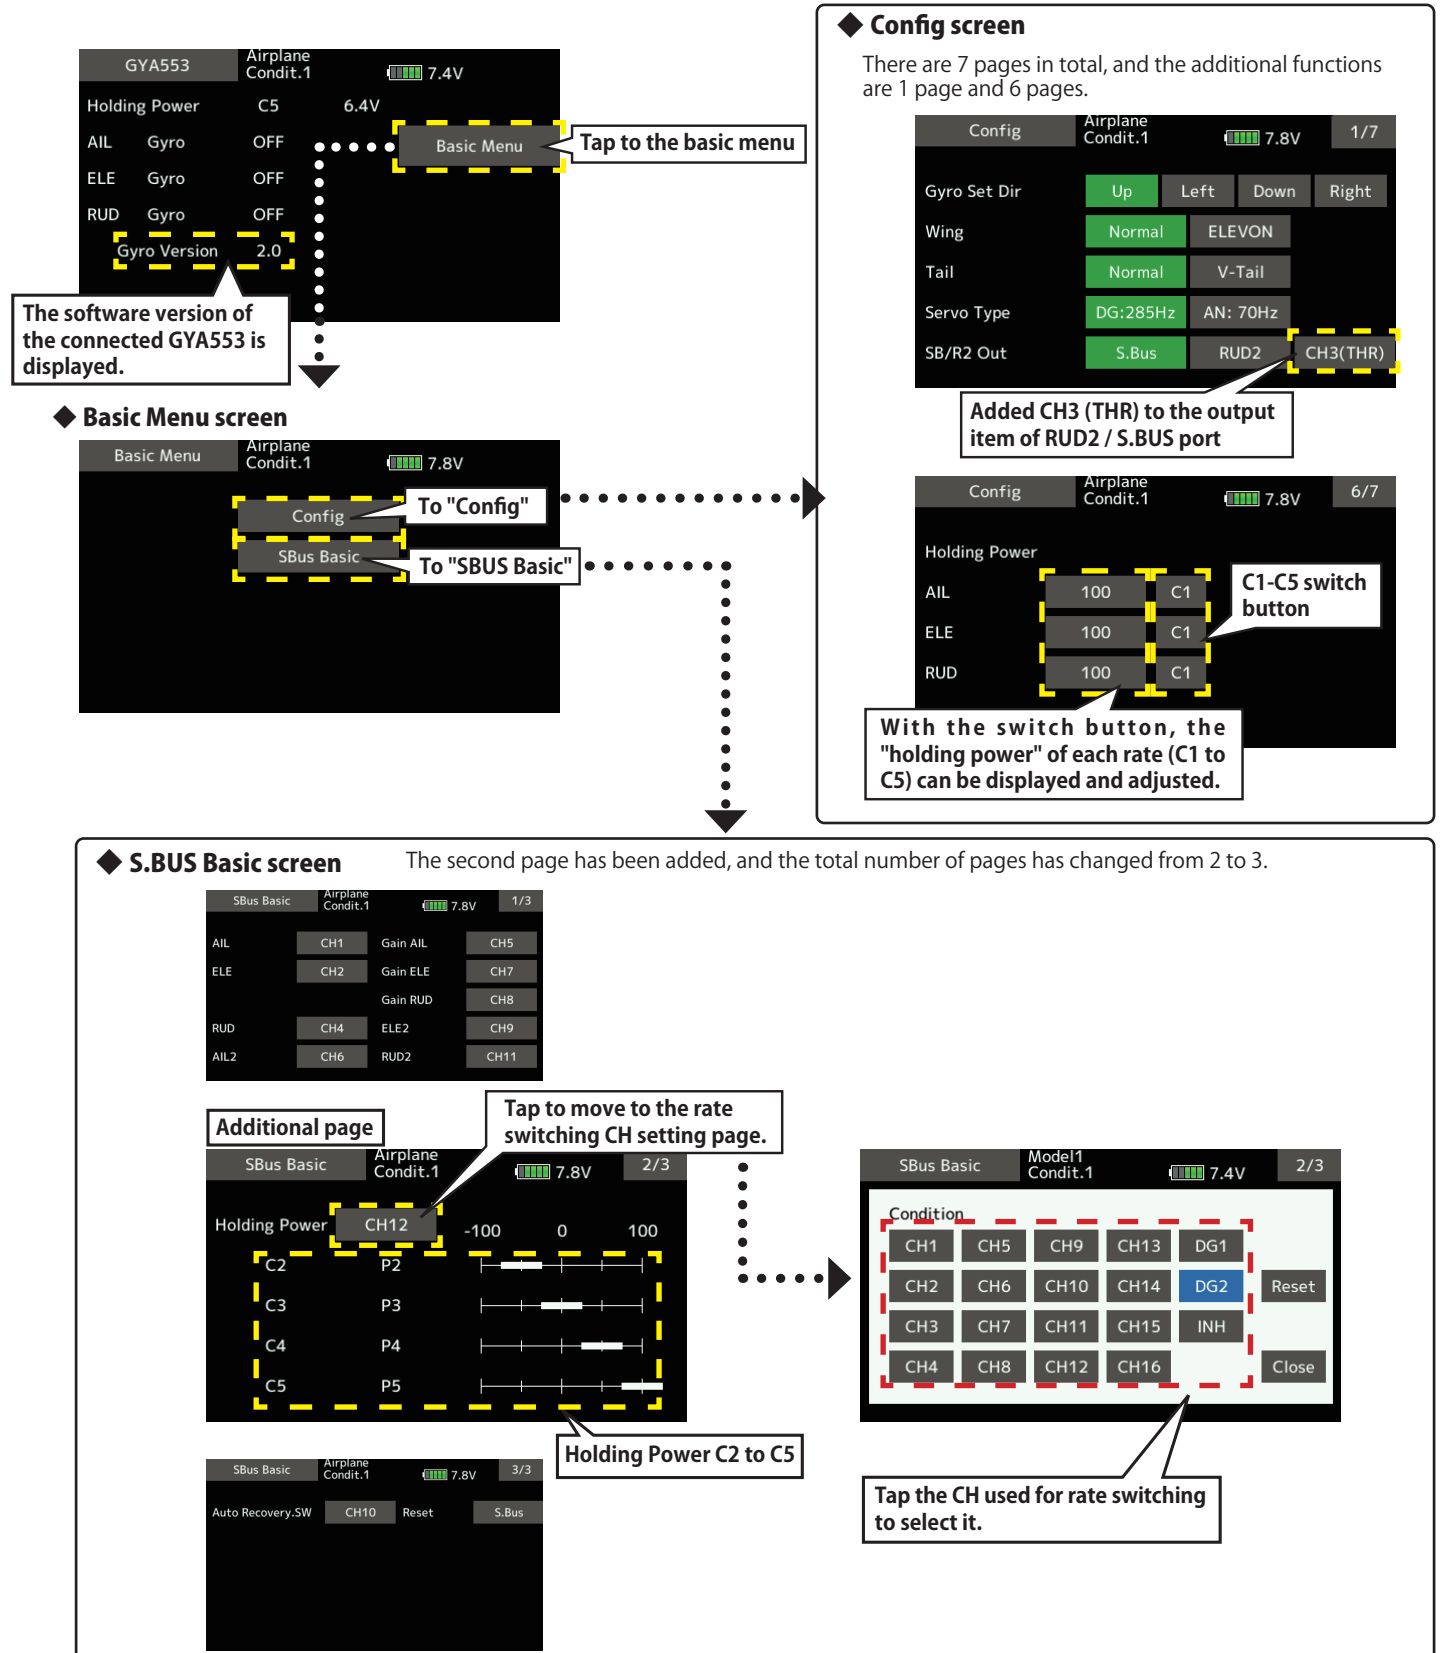 GYA553
Airplane
Condit.1
7.4V
Holding Power C5 6.4V
AIL Gyro OFF
ELE Gyro OFF
RUD Gyro OFF
Gyro Version 2.0
Basic Menu
Tap to the basic menu
The software version of
the connected GYA553 is
displayed.
◆ Basic Menu screen
Basic Menu
Airplane
Condit.1
7.8V
Config
SBus Basic
To "Config"
To "SBUS Basic"
◆ Config screen
There are 7 pages in total, and the additional functions
are 1 page and 6 pages.
Config
Airplane
Condit.1
7.8V
1/7
Gyro Set Dir Up Left Down Right
Wing Normal ELEVON
Tail Normal V-Tail
Servo Type DG:285Hz AN: 70Hz
SB/R2 Out S.Bus RUD2 CH3(THR)
Added CH3 (THR) to the output
item of RUD2 / S.BUS port
Config
Airplane
Condit.1
7.8V
6/7
Holding Power
AIL 100 C1
ELE 100 C1
RUD 100 C1
C1-C5 switch
button
With the switch button, the
"holding power" of each rate (C1 to
C5) can be displayed and adjusted.
◆ S.BUS Basic screen
The second page has been added, and the total number of pages has changed from 2 to 3.
SBus Basic
Airplane
Condit.1
7.8V
1/3
AIL CH1 Gain AIL CH5
ELE CH2 Gain ELE CH7
Gain RUD CH8
RUD CH4 ELE2 CH9
AIL2 CH6 RUD2 CH11
Additional page
Tap to move to the rate
switching CH setting page.
SBus Basic
Airplane
Condit.1
7.8V
2/3
Holding Power CH12 -100 0 100
C2 P2
C3 P3
C4 P4
C5 P5
Holding Power C2 to C5
SBus Basic
Model1
Condit.1
7.4V
2/3
Condition
CH1 CH5 CH9 CH13 DG1
CH2 CH6 CH10 CH14 DG2 Reset
CH3 CH7 CH11 CH15 INH
CH4 CH8 CH12 CH16 Close
Tap the CH used for rate switching
to select it.
SBus Basic
Airplane
Condit.1
7.8V
3/3
Auto Recovery.SW CH10 Reset S.Bus